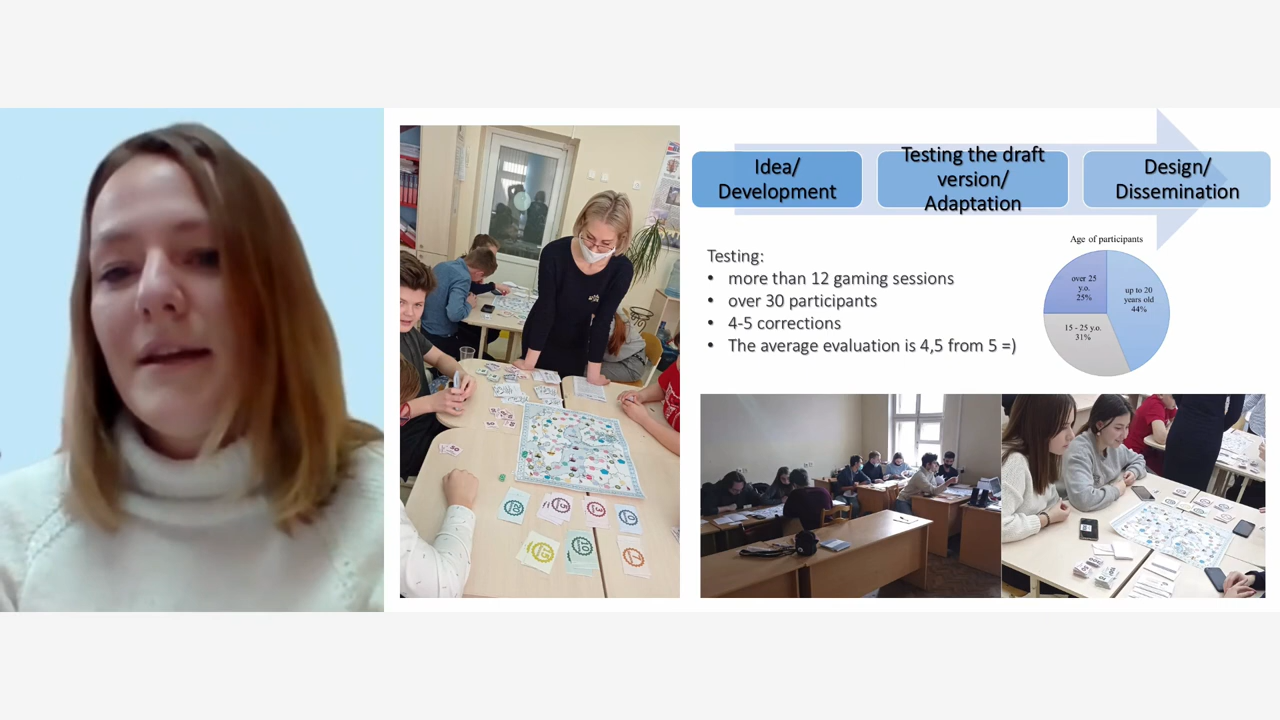 Idea/
Development
Testing the draft
version/
Adaptation
Design/
Dissemination
Testing:
• more than 12 gaming sessions
• over 30 participants
• 4-5 corrections
• The average evaluation is 4,5 from 5 =)
Age of participants
over 25
y.o.
25%
up to 20
years old
44%
15 - 25 y.o.
31%